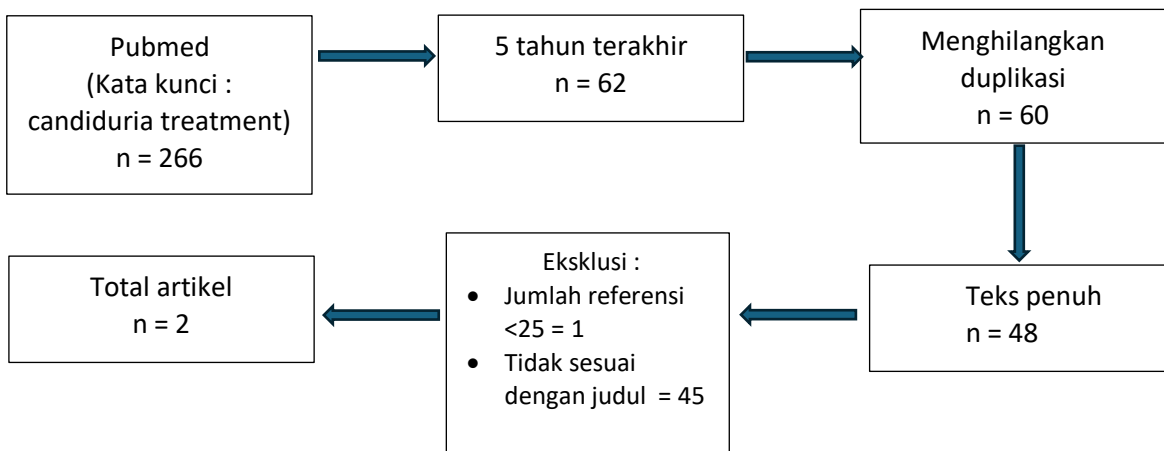 Pubmed
(Kata kunci :
candiduria treatment)
n = 266
5 tahun terakhir
n = 62
Menghilangkan
duplikasi
n = 60
Teks penuh
n = 48
Eksklusi :
• Jumlah referensi
<25 = 1
• Tidak sesuai
dengan judul = 45
Total artikel
n = 2